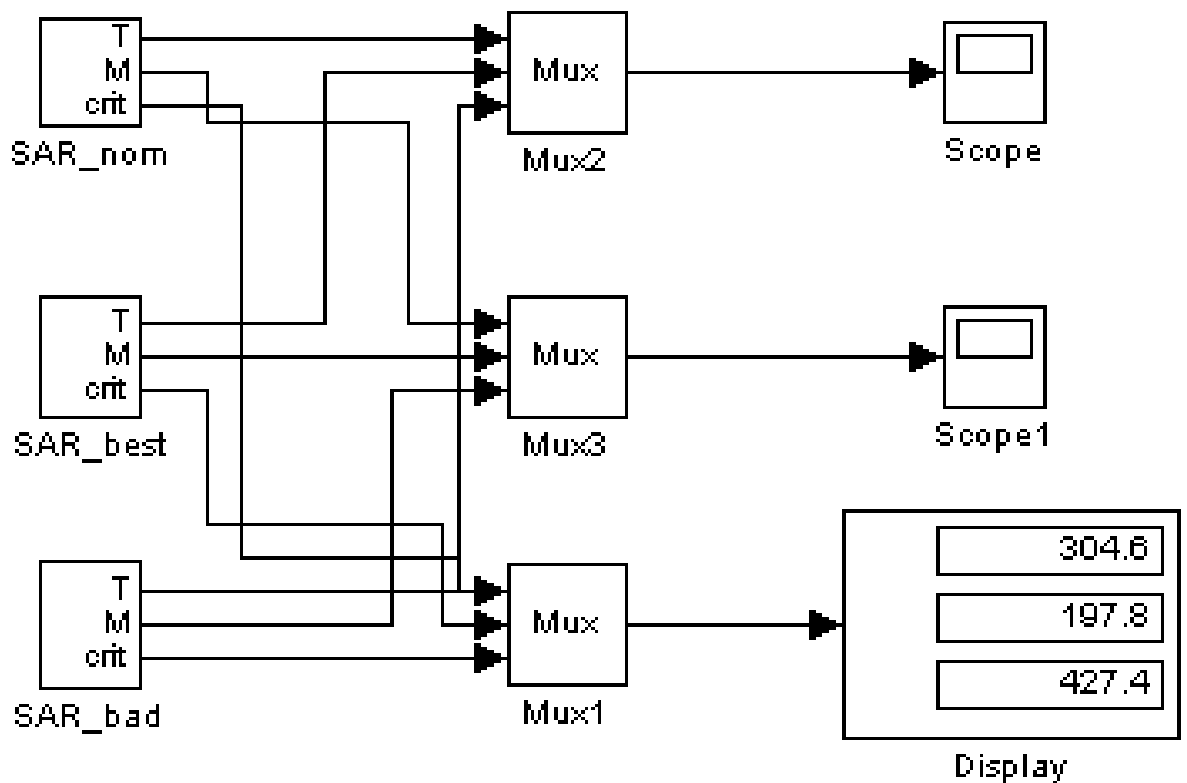 T
M
crit
SAR_nom
Mux
Mux2
Scope
T
M
crit
SAR_best
Mux
Mux3
Scope1
T
M
crit
SAR_bad
Mux
Mux1
304.6
197.8
427.4
Display